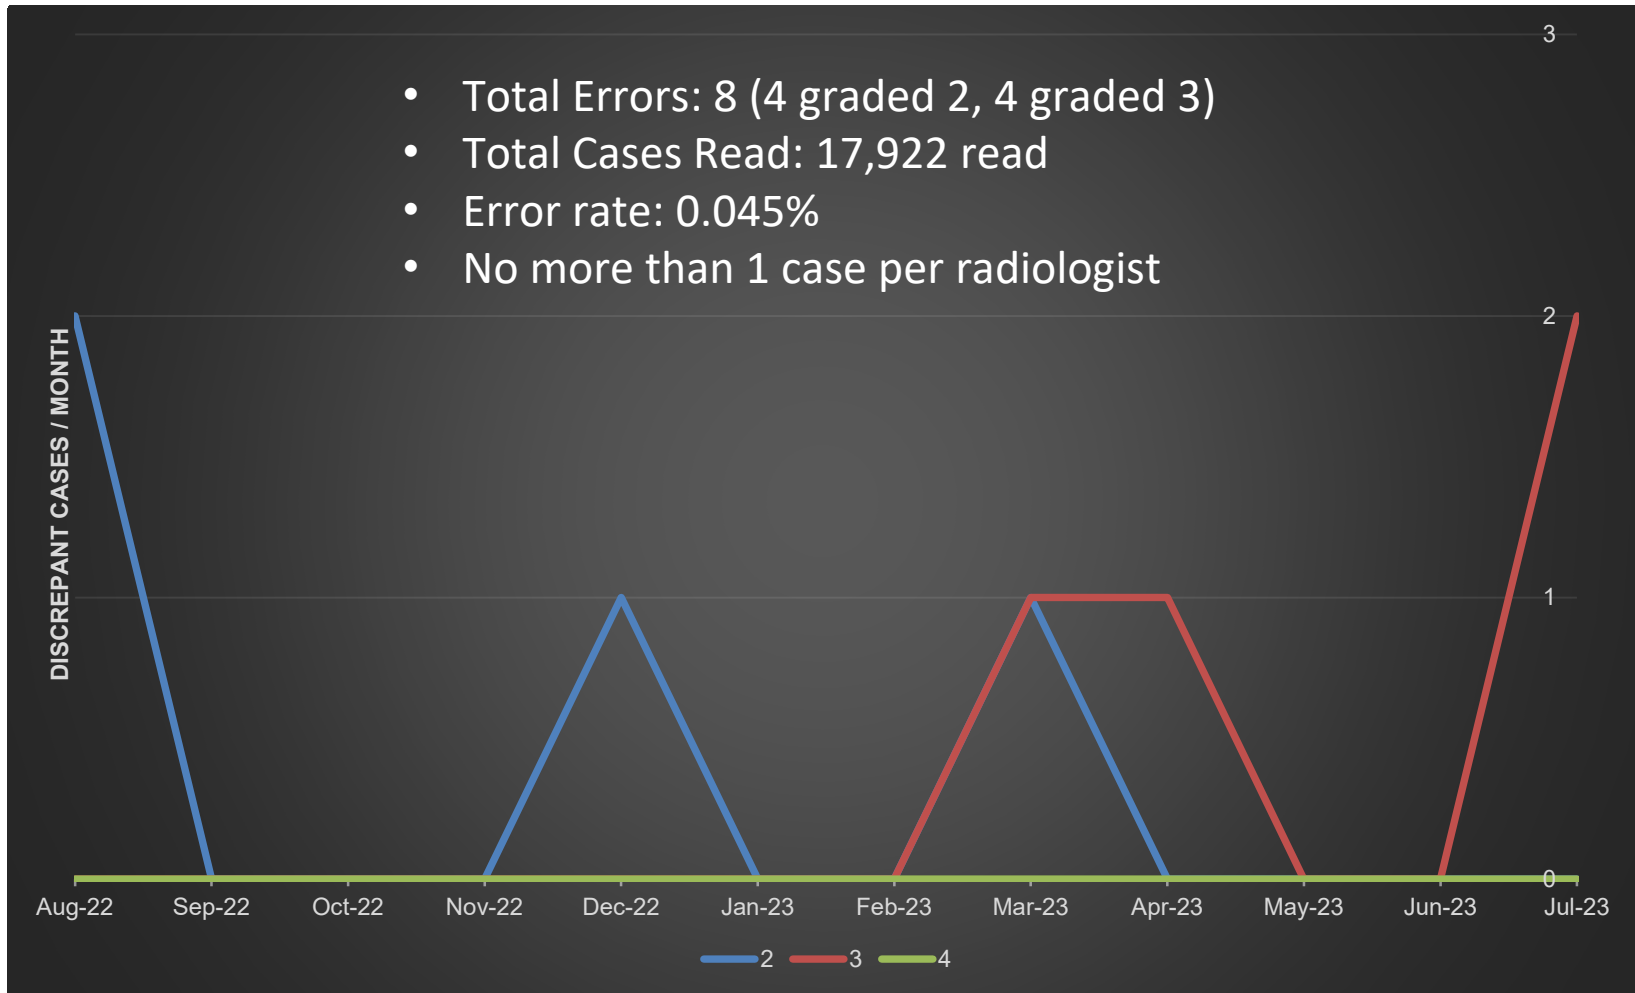 3
• Total Errors: 8 (4 graded 2, 4 graded 3)
• Total Cases Read: 17,922 read
• Error rate: 0.045%
• No more than 1 case per radiologist
2
DISCREPANT CASES / MONTH
1
0
Aug-22 Sep-22 Oct-22 Nov-22 Dec-22 Jan-23 Feb-23 Mar-23 Apr-23 May-23 Jun-23 Jul-23
2 3 4